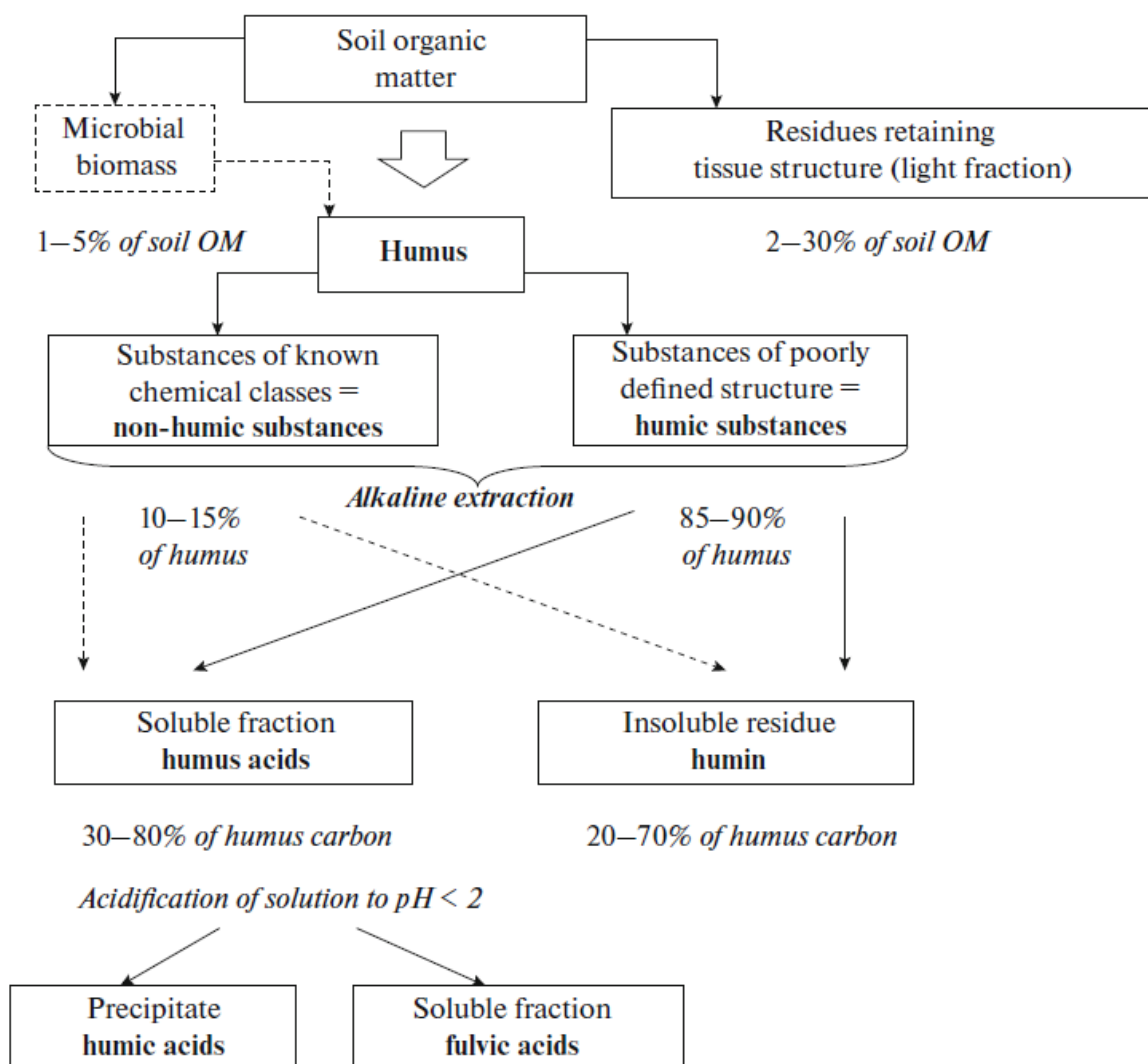 Soil organic
matter
Microbial
biomass
Residues retaining
tissue structure (light fraction)
1–5% of soil OM
2–30% of soil OM
Humus
Substances of known
chemical classes =
non-humic substances
Substances of poorly
defined structure =
humic substances
Alkaline extraction
10–15%
of humus
85–90%
of humus
Soluble fraction
humus acids
Insoluble residue
humin
30–80% of humus carbon
20–70% of humus carbon
Acidification of solution to pH < 2
Precipitate
humic acids
Soluble fraction
fulvic acids